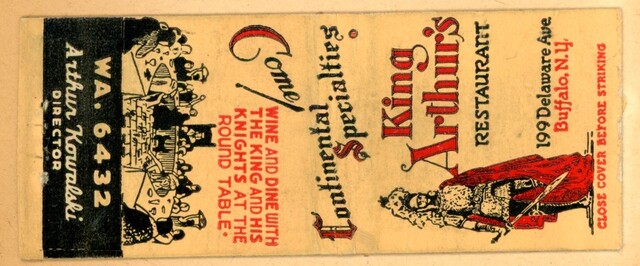 CLOSE COVER BEFORE STRIKING
King
Arthur's
RESTAURANT
199 Delaware Ave
Buffalo, N.Y.
Continental
Specialties.
Come!
WINE AND DINE WITH
THE KING AND HIS
KNIGHTS AT THE
ROUND TABLE.
WA. 6432
Arthur Kowalski
DIRECTOR